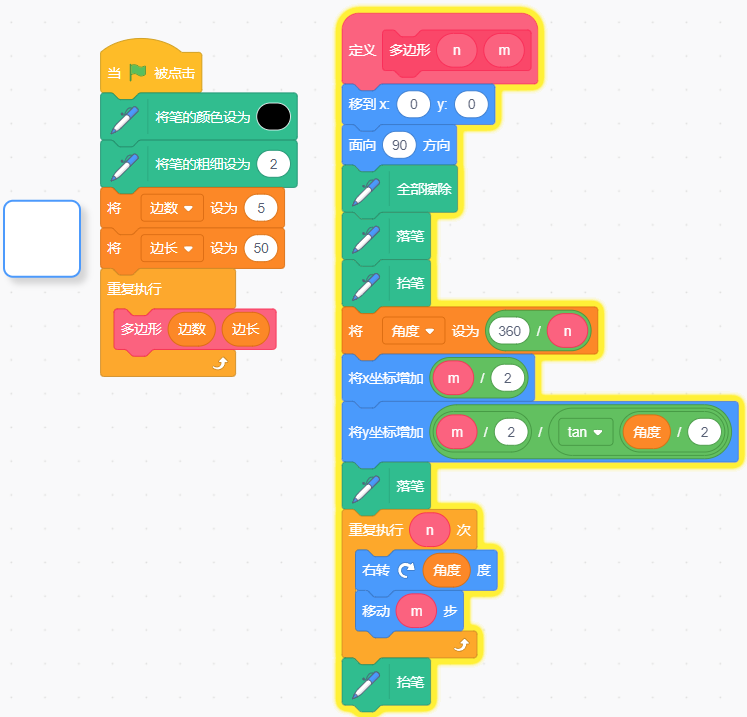 当 被点击
将笔的颜色设为
将笔的粗细设为 2
将 边数 设为 5
将 边长 设为 50
重复执行
多边形 边数 边长
定义 多边形 n m
移到 x: 0 y: 0
面向 90 方向
全部擦除
落笔
抬笔
将 角度 设为 360 / n
将x坐标增加 m / 2
将y坐标增加 m / 2 / tan 角度 / 2
落笔
重复执行 n 次
右转 角度 度
移动 m 步
抬笔